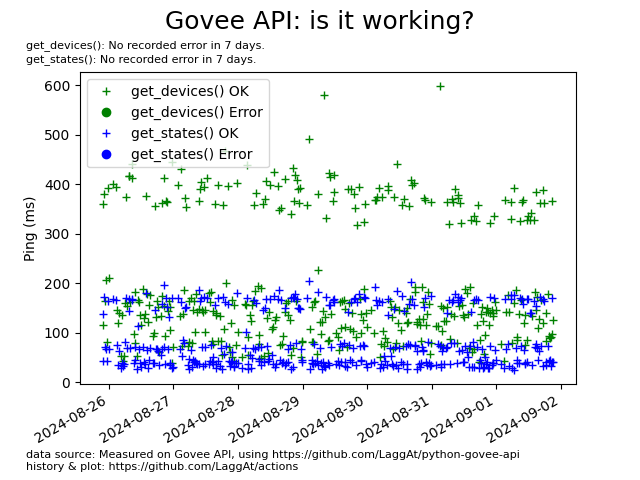 Govee API: is it working?
get_devices(): No recorded error in 7 days.
get_states(): No recorded error in 7 days.
600
500
400
300
200
100
0
Ping (ms)
get_devices() OK
get_devices() Error
get_states() OK
get_states() Error
2024-08-26
2024-08-27
2024-08-28
2024-08-29
2024-08-30
2024-08-31
2024-09-01
2024-09-02
data source: Measured on Govee API, using https://github.com/LaggAt/python-govee-api
history & plot: https://github.com/LaggAt/actions